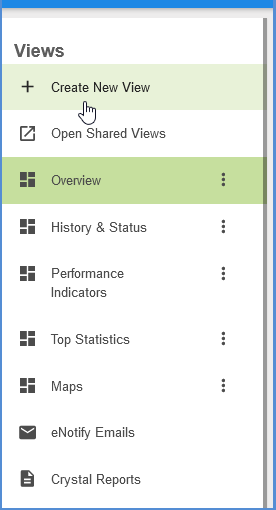 Views
Create New View
Open Shared Views
Overview
History & Status
Performance
Indicators
Top Statistics
Maps
eNotify Emails
Crystal Reports